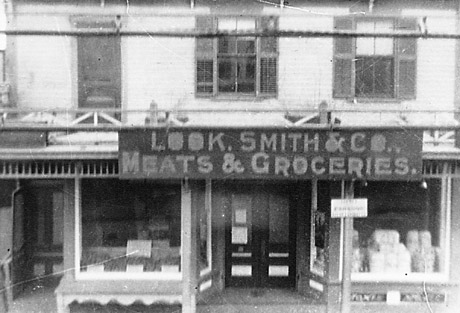 LOOK, SMITH & CO.,
MEATS & GROCERIES.